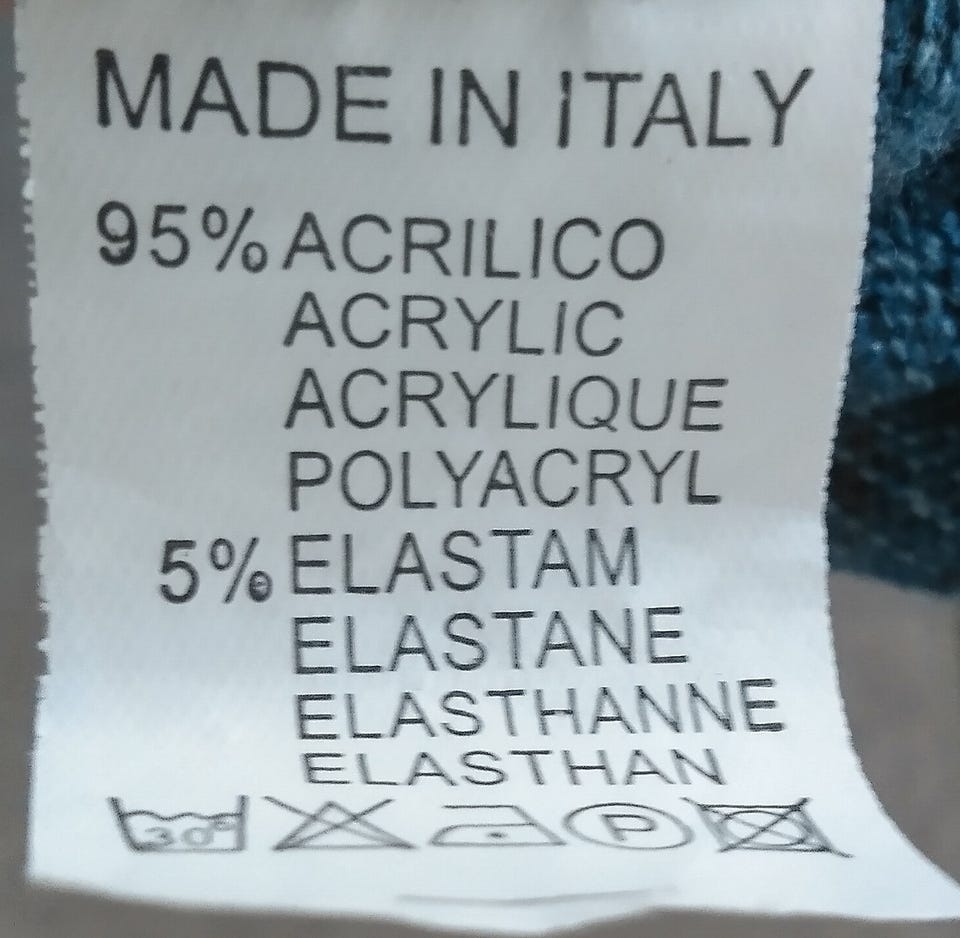 MADE IN ITALY
95% ACRILICO
ACRYLIC
ACRYLIQUE
POLYACRYL
5% ELASTAM
ELASTANE
ELASTHANNE
ELASTHAN
30° P